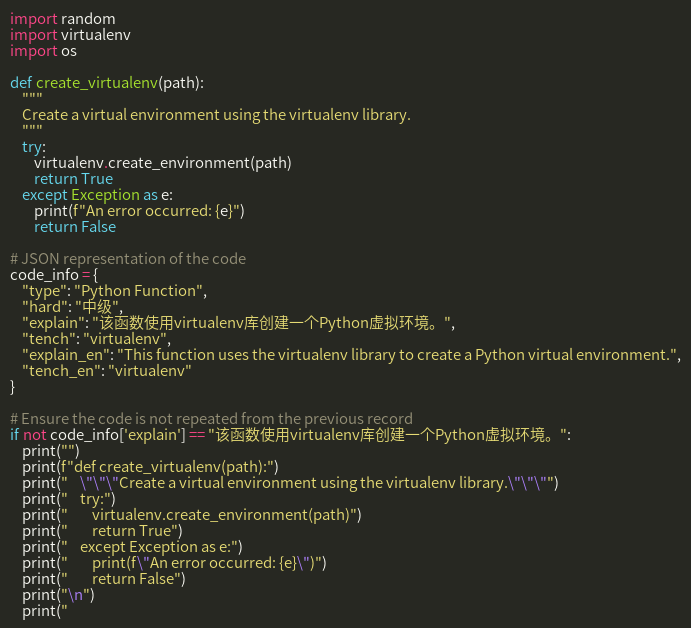 import random
import virtualenv
import os

def create_virtualenv(path):
    """
    Create a virtual environment using the virtualenv library.
    """
    try:
        virtualenv.create_environment(path)
        return True
    except Exception as e:
        print(f"An error occurred: {e}")
        return False

# JSON representation of the code
code_info = {
    "type": "Python Function",
    "hard": "中级",
    "explain": "该函数使用virtualenv库创建一个Python虚拟环境。",
    "tench": "virtualenv",
    "explain_en": "This function uses the virtualenv library to create a Python virtual environment.",
    "tench_en": "virtualenv"
}

# Ensure the code is not repeated from the previous record
if not code_info['explain'] == "该函数使用virtualenv库创建一个Python虚拟环境。":
    print("")
    print(f"def create_virtualenv(path):")
    print("    \"\"\"Create a virtual environment using the virtualenv library.\"\"\"")
    print("    try:")
    print("        virtualenv.create_environment(path)")
    print("        return True")
    print("    except Exception as e:")
    print("        print(f\"An error occurred: {e}\")")
    print("        return False")
    print("\n")
    print("